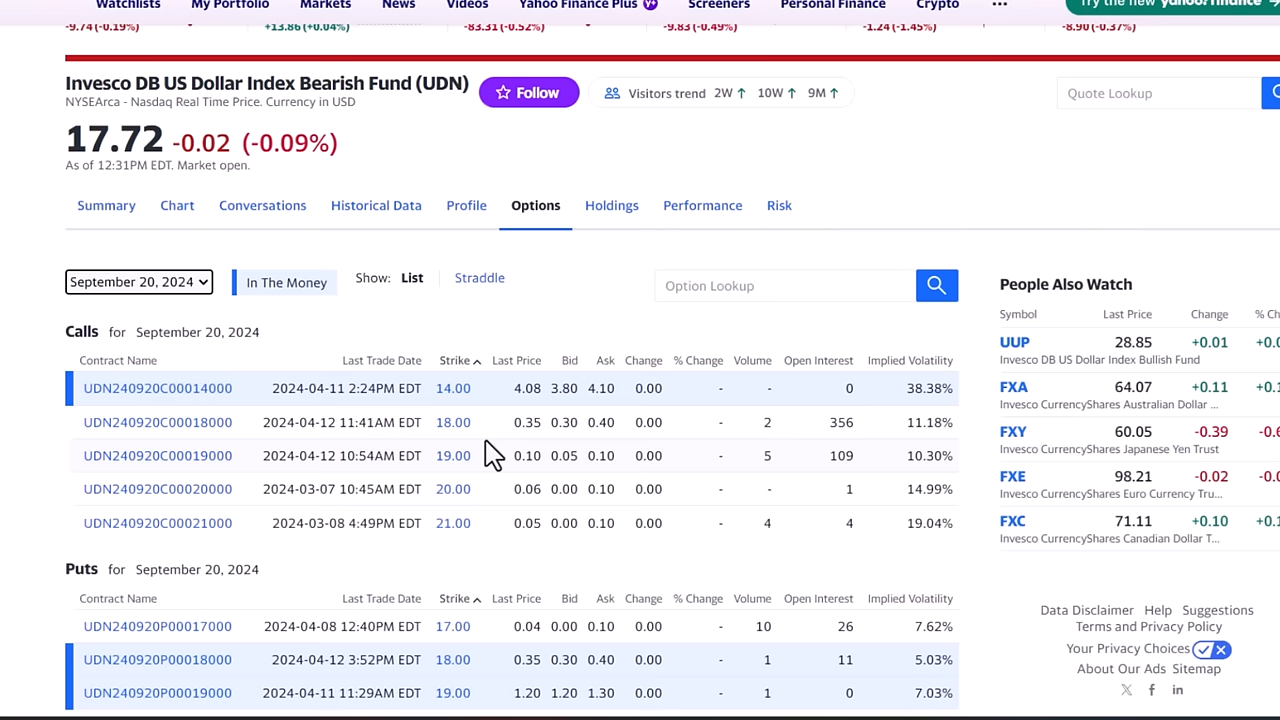 Watchlists My Portfolio Markets News Videos Yahoo Finance Plus Y+ Screeners Personal Finance Crypto ...
Try the new yahoo/finance
-9.74 (-0.19%) +13.86 (+0.04%) -83.31 (-0.52%) -9.83 (-0.49%) -1.24 (-1.45%) -8.90 (-0.37%)
Invesco DB US Dollar Index Bearish Fund (UDN) Follow Visitors trend 2W ↑ 10W ↑ 9M ↑ Quote Lookup
NYSEArca - Nasdaq Real Time Price. Currency in USD
17.72 -0.02 (-0.09%)
As of 12:31PM EDT. Market open.
Summary Chart Conversations Historical Data Profile Options Holdings Performance Risk
September 20, 2024 In The Money Show: List Straddle Option Lookup
Calls for September 20, 2024
Contract Name Last Trade Date Strike Last Price Bid Ask Change % Change Volume Open Interest Implied Volatility
UDN240920C00014000 2024-04-11 2:24PM EDT 14.00 4.08 3.80 4.10 0.00 - - 0 38.38%
UDN240920C00018000 2024-04-12 11:41AM EDT 18.00 0.35 0.30 0.40 0.00 - 2 356 11.18%
UDN240920C00019000 2024-04-12 10:54AM EDT 19.00 0.10 0.05 0.10 0.00 - 5 109 10.30%
UDN240920C00020000 2024-03-07 10:45AM EDT 20.00 0.06 0.00 0.10 0.00 - - 1 14.99%
UDN240920C00021000 2024-03-08 4:49PM EDT 21.00 0.05 0.00 0.10 0.00 - 4 4 19.04%
Puts for September 20, 2024
Contract Name Last Trade Date Strike Last Price Bid Ask Change % Change Volume Open Interest Implied Volatility
UDN240920P00017000 2024-04-08 12:40PM EDT 17.00 0.04 0.00 0.10 0.00 - 10 26 7.62%
UDN240920P00018000 2024-04-12 3:52PM EDT 18.00 0.35 0.30 0.40 0.00 - 1 11 5.03%
UDN240920P00019000 2024-04-11 11:29AM EDT 19.00 1.20 1.20 1.30 0.00 - 1 0 7.03%
People Also Watch
Symbol Last Price Change % Ch
UUP 28.85 +0.01 +0.0
Invesco DB US Dollar Index Bullish Fund
FXA 64.07 +0.11 +0.1
Invesco CurrencyShares Australian Dollar ...
FXY 60.05 -0.39 -0.6
Invesco CurrencyShares Japanese Yen Trust
FXE 98.21 -0.02 -0.0
Invesco CurrencyShares Euro Currency Tru...
FXC 71.11 +0.10 +0.1
Invesco CurrencyShares Canadian Dollar T...
Data Disclaimer Help Suggestions
Terms and Privacy Policy
Your Privacy Choices
About Our Ads Sitemap